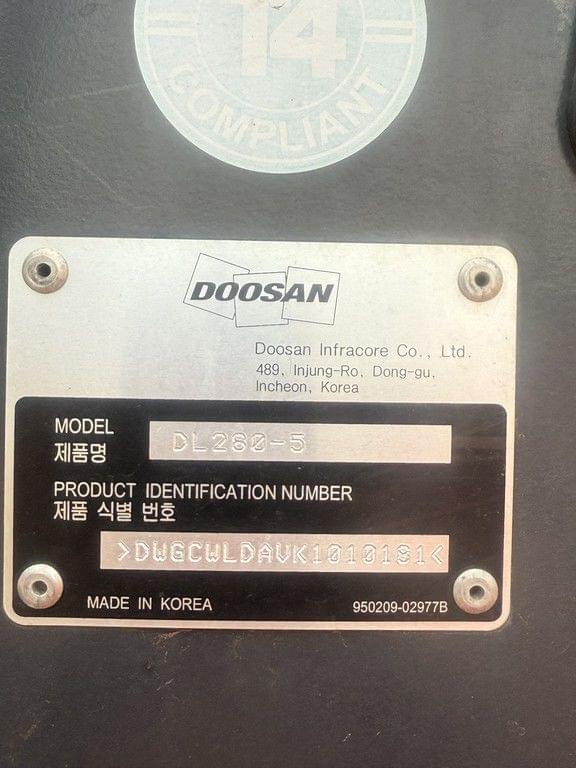 T4
COMPLIANT
DOOSAN
Doosan Infracore Co., Ltd.
489, Injung-Ro, Dong-gu,
Incheon, Korea
MODEL
제품명
DL280-5
PRODUCT IDENTIFICATION NUMBER
제품 식별 번호
>DWGCWLDAVK1010181<
MADE IN KOREA
950209-02977B